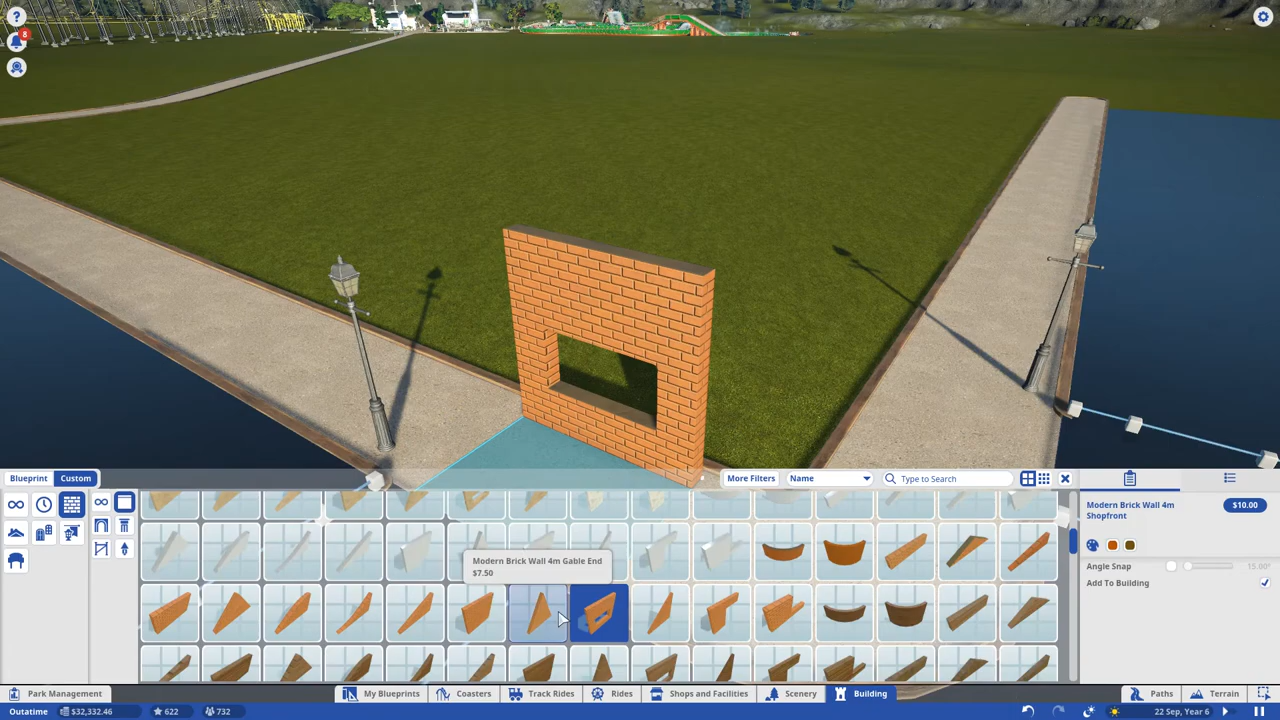 ?
8
Blueprint
Custom
More Filters
Name
Type to Search
Modern Brick Wall 4m Gable End
$7.50
Modern Brick Wall 4m
Shopfront
$10.00
Angle Snap
15.00°
Add To Building
Park Management
My Blueprints
Coasters
Track Rides
Rides
Shops and Facilities
Scenery
Building
Paths
Terrain
Outatime
$32,332.46
622
732
22 Sep, Year 6